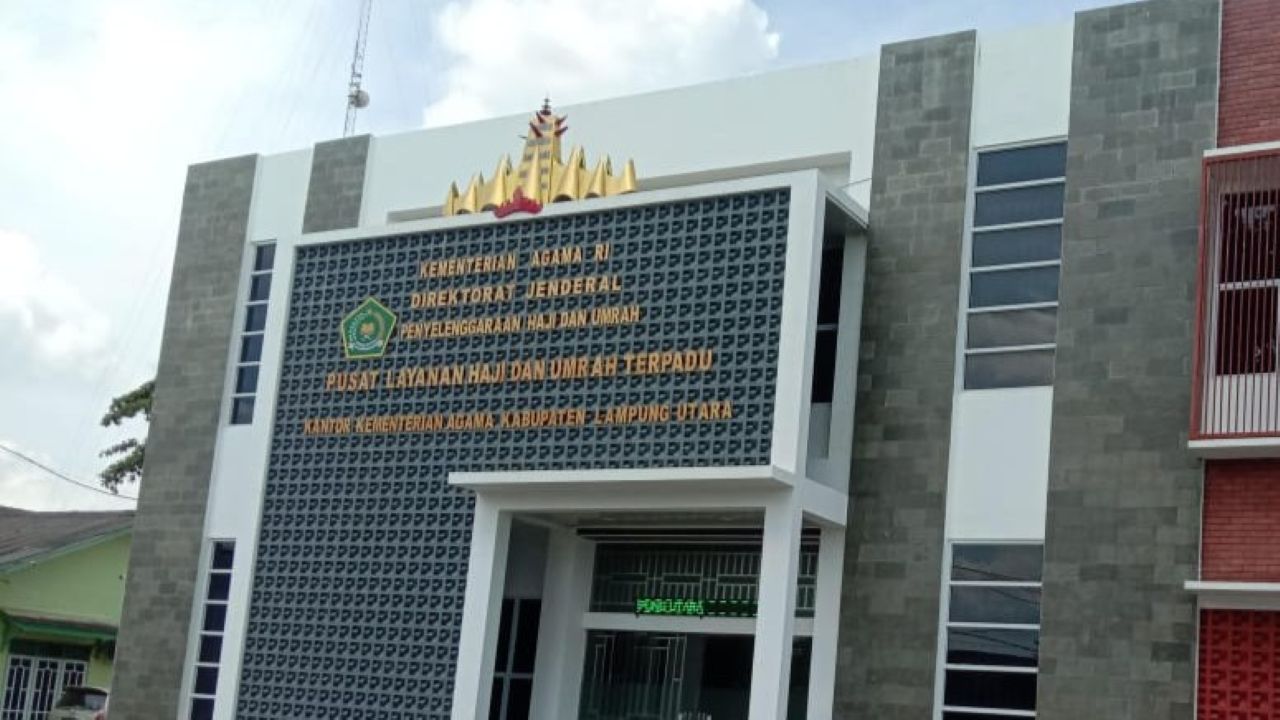 KEMENTERIAN AGAMA RI
DIREKTORAT JENDERAL
PENYELENGGARAAN HAJI DAN UMRAH
PUSAT LAYANAN HAJI DAN UMRAH TERPADU
KANTOR KEMENTERIAN AGAMA KABUPATEN LAMPUNG UTARA